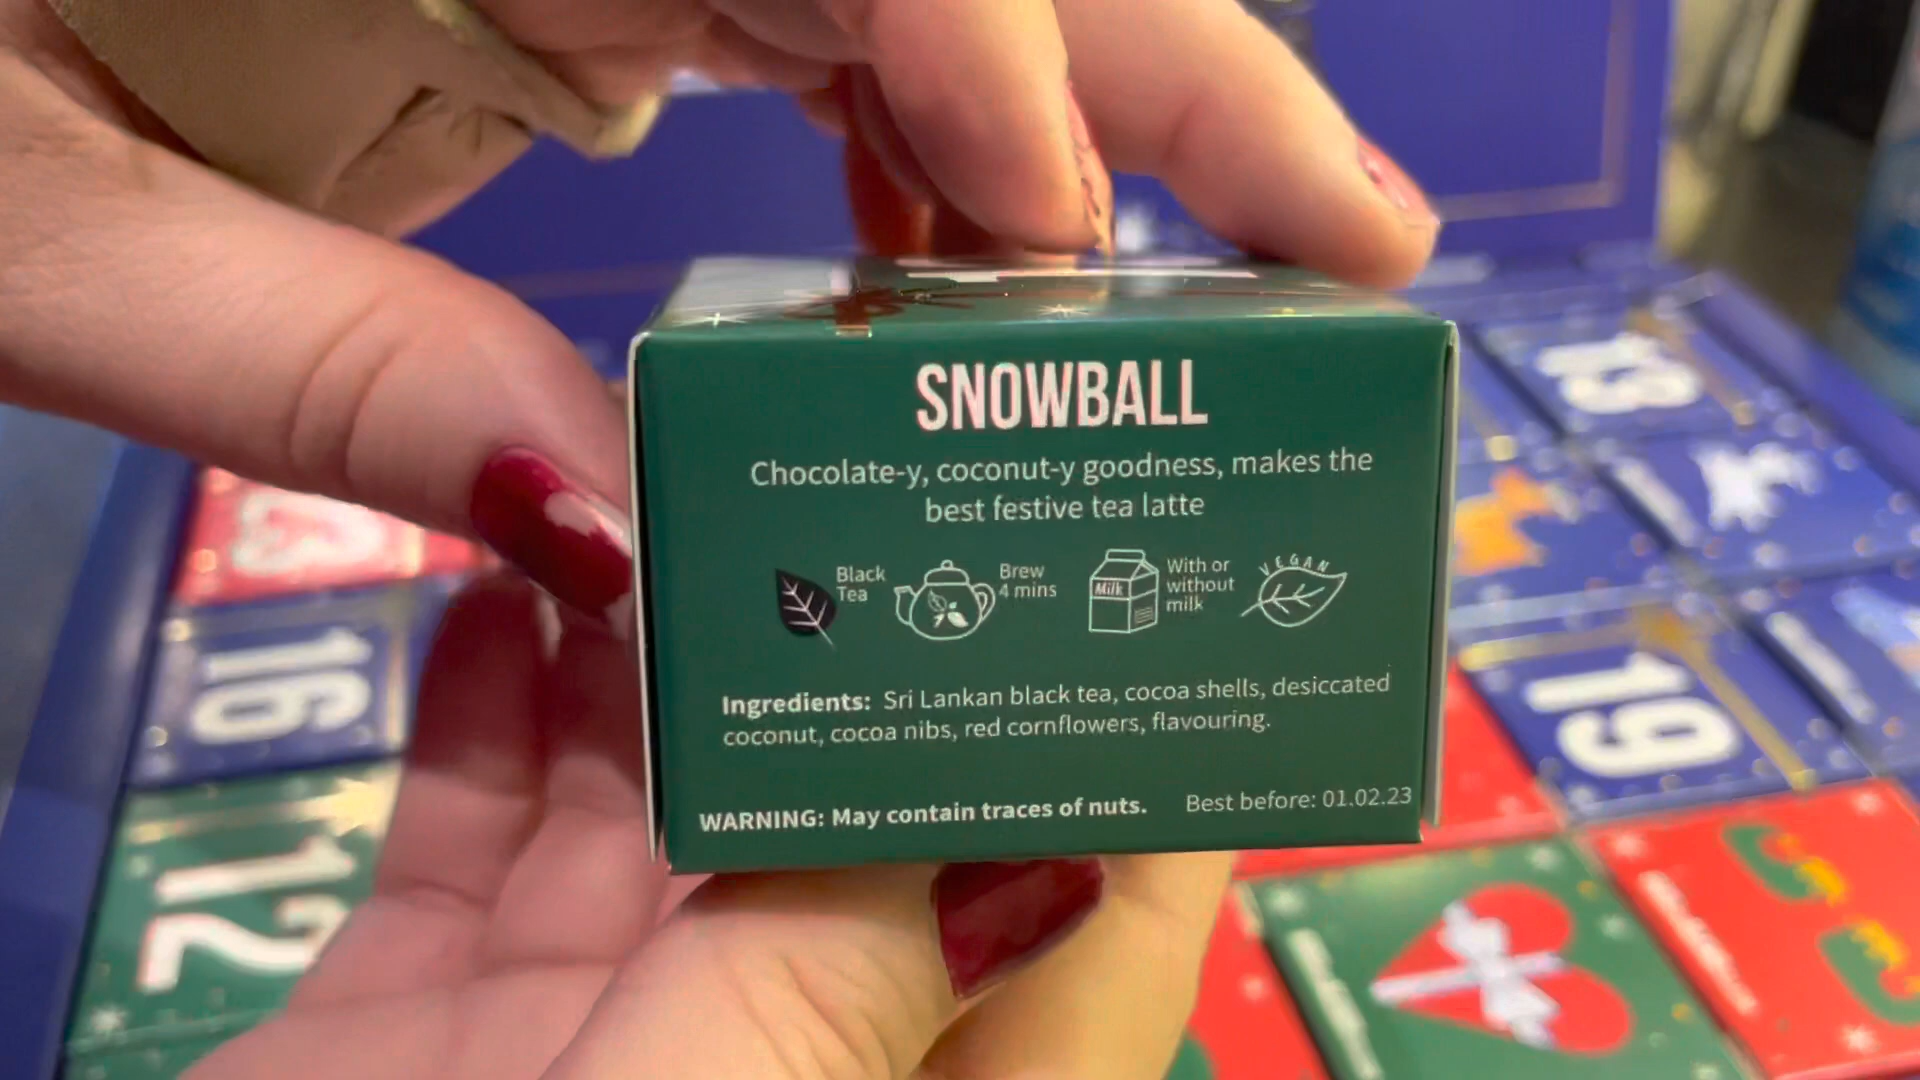 SNOWBALL
Chocolate-y, coconut-y goodness, makes the
best festive tea latte
Black
Tea
Brew
4 mins
Milk
With or
without
milk
VEGAN
Ingredients: Sri Lankan black tea, cocoa shells, desiccated
coconut, cocoa nibs, red cornflowers, flavouring.
WARNING: May contain traces of nuts.
Best before: 01.02.23
13
23
16
19
12